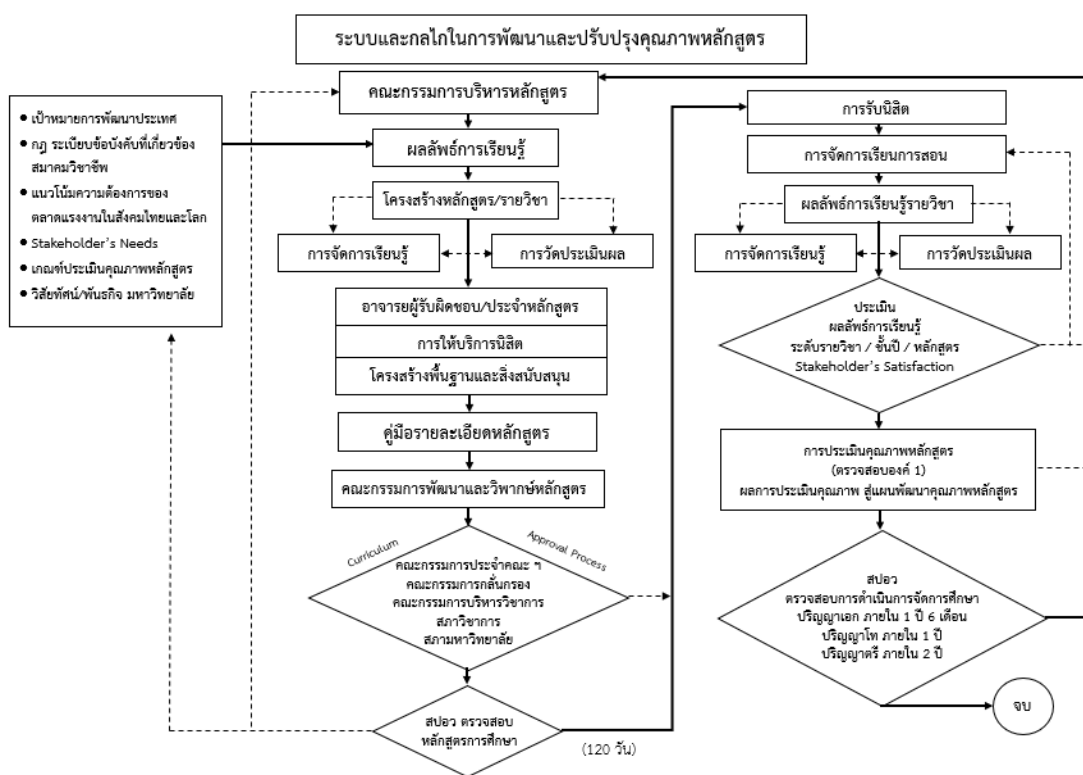 ระบบและกลไกในการพัฒนาและปรับปรุงคุณภาพหลักสูตร
• เป้าหมายการพัฒนาประเทศ
• กฎ ระเบียบข้อบังคับที่เกี่ยวข้อง
สมาคมวิชาชีพ
• แนวโน้มความต้องการของ
ตลาดแรงงานในสังคมไทยและโลก
• Stakeholder's Needs
• เกณฑ์ประเมินคุณภาพหลักสูตร
• วิสัยทัศน์/พันธกิจ มหาวิทยาลัย
คณะกรรมการบริหารหลักสูตร
ผลลัพธ์การเรียนรู้
โครงสร้างหลักสูตร/รายวิชา
การจัดการเรียนรู้
การวัดประเมินผล
อาจารยผู้รับผิดชอบ/ประจำหลักสูตร
การให้บริการนิสิต
โครงสร้างพื้นฐานและสิ่งสนับสนุน
คู่มือรายละเอียดหลักสูตร
คณะกรรมการพัฒนาและวิพากษ์หลักสูตร
Curriculum
Approval Process
คณะกรรมการประจำคณะ ฯ
คณะกรรมการกลั่นกรอง
คณะกรรมการบริหารวิชาการ
สภาวิชาการ
สภามหาวิทยาลัย
สปอว ตรวจสอบ
หลักสูตรการศึกษา
(120 วัน)
การรับนิสิต
การจัดการเรียนการสอน
ผลลัพธ์การเรียนรู้รายวิชา
การจัดการเรียนรู้
การวัดประเมินผล
ประเมิน
ผลลัพธ์การเรียนรู้
ระดับรายวิชา / ชั้นปี / หลักสูตร
Stakeholder's Satisfaction
การประเมินคุณภาพหลักสูตร
(ตรวจสอบองค์ 1)
ผลการประเมินคุณภาพ สู่แผนพัฒนาคุณภาพหลักสูตร
สปอว
ตรวจสอบการดำเนินการจัดการศึกษา
ปริญญาเอก ภายใน 1 ปี 6 เดือน
ปริญญาโท ภายใน 1 ปี
ปริญญาตรี ภายใน 2 ปี
จบ